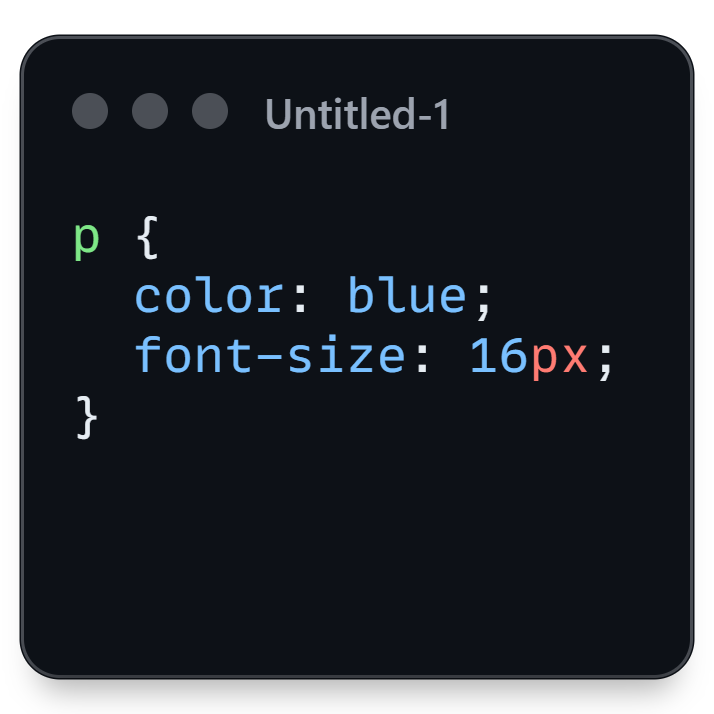 Untitled-1
p {
  color: blue;
  font-size: 16px;
}